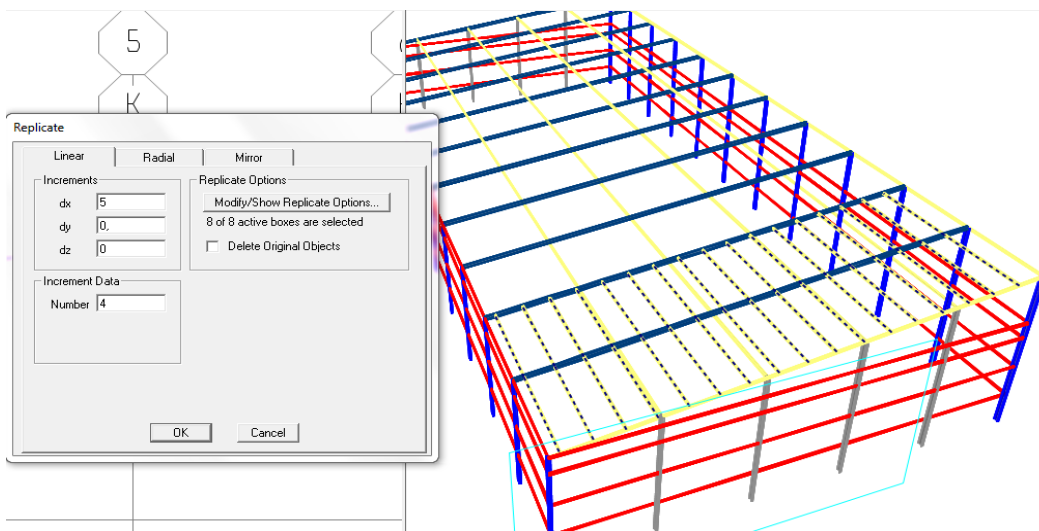 5
K
Replicate
Linear Radial Mirror
Increments
dx 5
dy 0,
dz 0
Increment Data
Number 4
Replicate Options
Modify/Show Replicate Options...
8 of 8 active boxes are selected
Delete Original Objects
OK Cancel